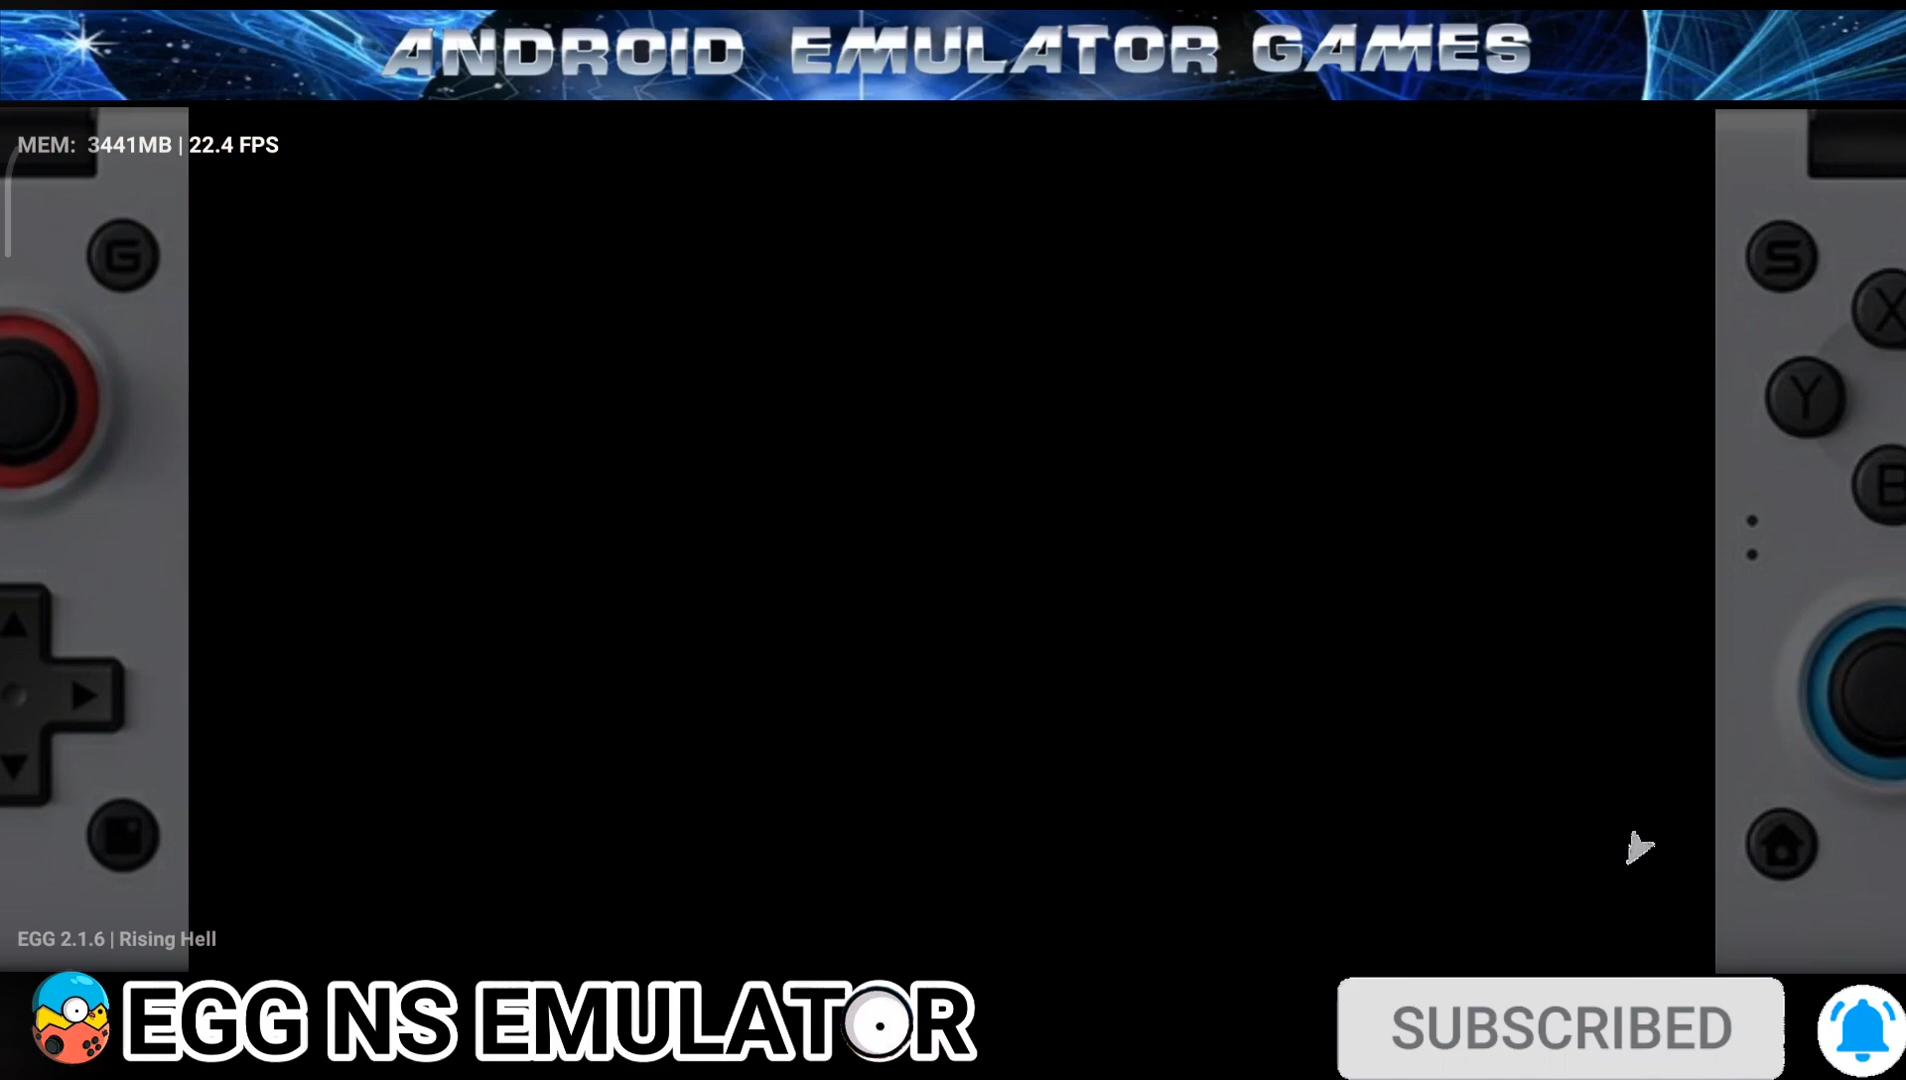 ANDROID EMULATOR GAMES
MEM: 3441MB | 22.4 FPS
G
S
X
Y
B
EGG 2.1.6 | Rising Hell
EGG NS EMULATOR
SUBSCRIBED